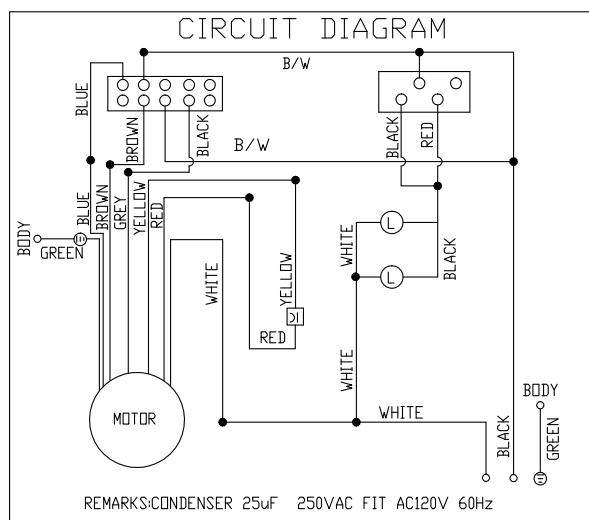 CIRCUIT DIAGRAM
B/W
BLUE
BROWN
BLACK
B/W
BLACK
RED
BLUE
BROWN
GREY
YELLOW
RED
BODY
GREEN
WHITE
YELLOW
RED
WHITE
L
L
BLACK
WHITE
WHITE
MOTOR
BLACK
BODY
GREEN
REMARKS:CONDENSER 25uF 250VAC FIT AC120V 60Hz